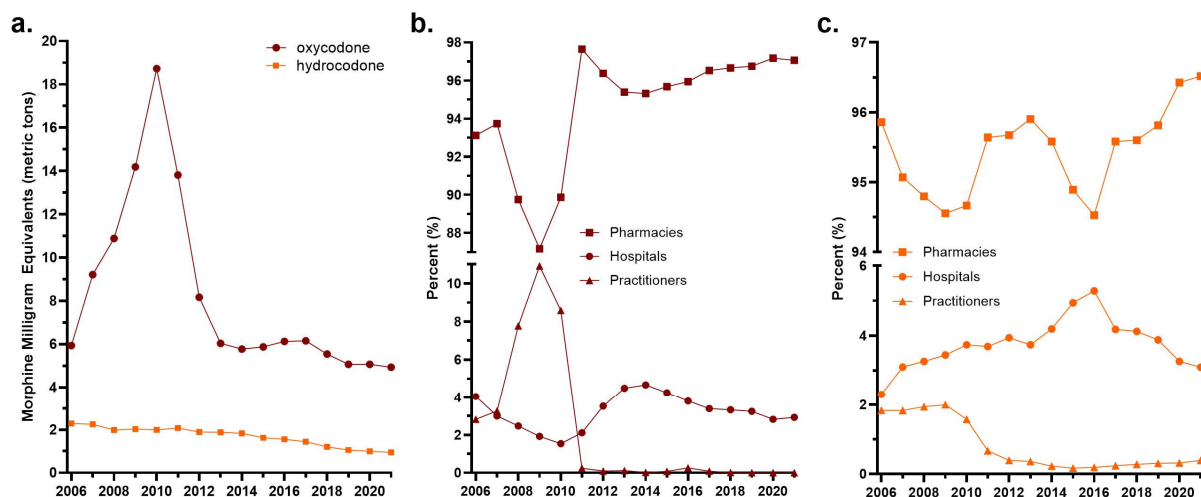 a.
Morphine Milligram Equivalents (metric tons)
20
18
16
14
12
10
8
6
4
2
0
oxycodone
hydrocodone
2006 2008 2010 2012 2014 2016 2018 2020
b.
Percent (%)
98
96
94
92
90
88
10
8
6
4
2
0
Pharmacies
Hospitals
Practitioners
2006 2008 2010 2012 2014 2016 2018 2020
c.
Percent (%)
97
96
95
94
6
4
2
0
Pharmacies
Hospitals
Practitioners
2006 2008 2010 2012 2014 2016 2018 2020